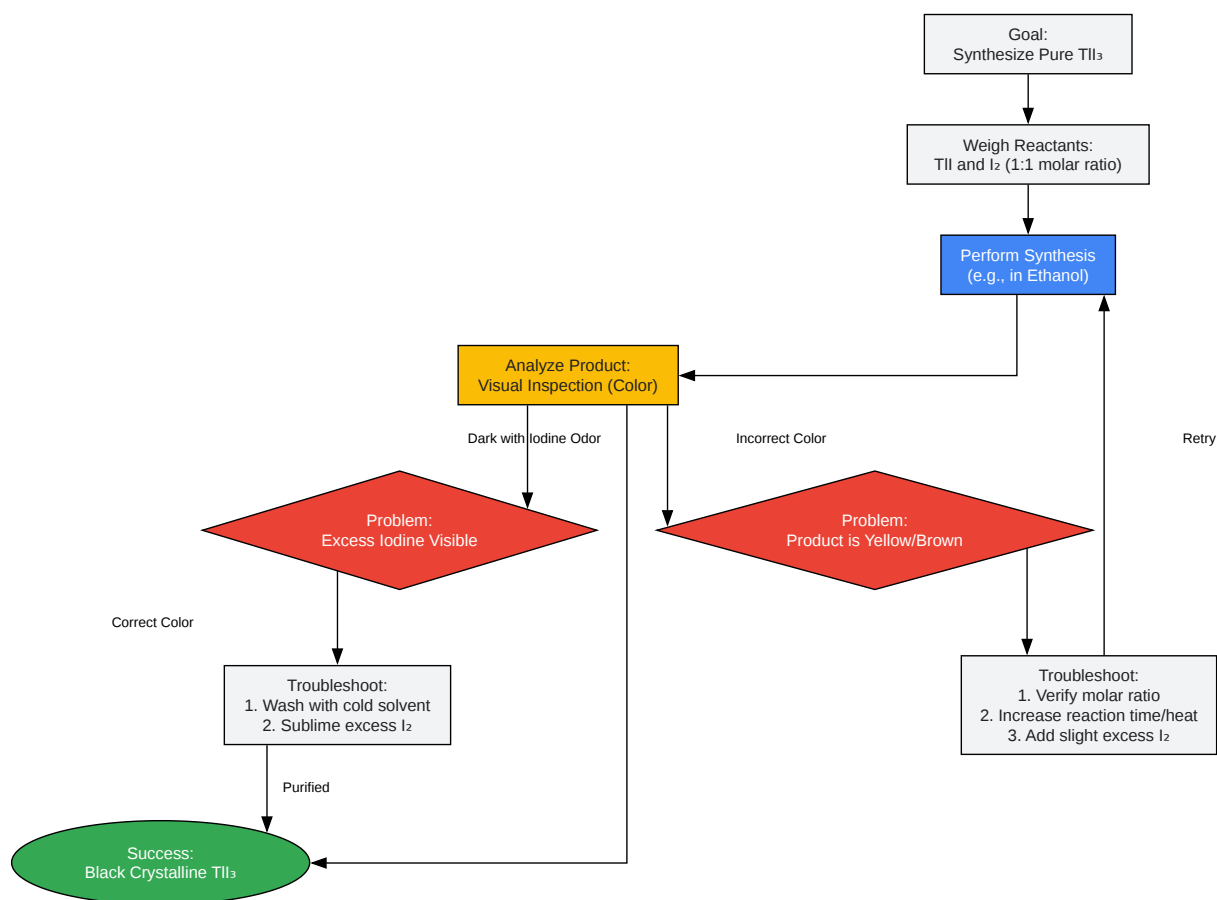 Goal:
Synthesize Pure TlI₃
Weigh Reactants:
TlI and I₂ (1:1 molar ratio)
Perform Synthesis
(e.g., in Ethanol)
Analyze Product:
Visual Inspection (Color)
Dark with Iodine Odor
Incorrect Color
Retry
Problem:
Excess Iodine Visible
Problem:
Product is Yellow/Brown
Correct Color
Troubleshoot:
1. Wash with cold solvent
2. Sublime excess I₂
Troubleshoot:
1. Verify molar ratio
2. Increase reaction time/heat
3. Add slight excess I₂
Purified
Success:
Black Crystalline TlI₃